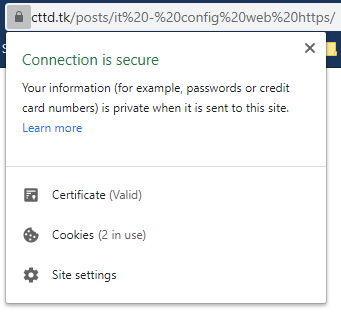 cttd.tk/posts/it%20-%20config%20web%20https/
Connection is secure
Your information (for example, passwords or credit
card numbers) is private when it is sent to this site.
Learn more
Certificate (Valid)
Cookies (2 in use)
Site settings